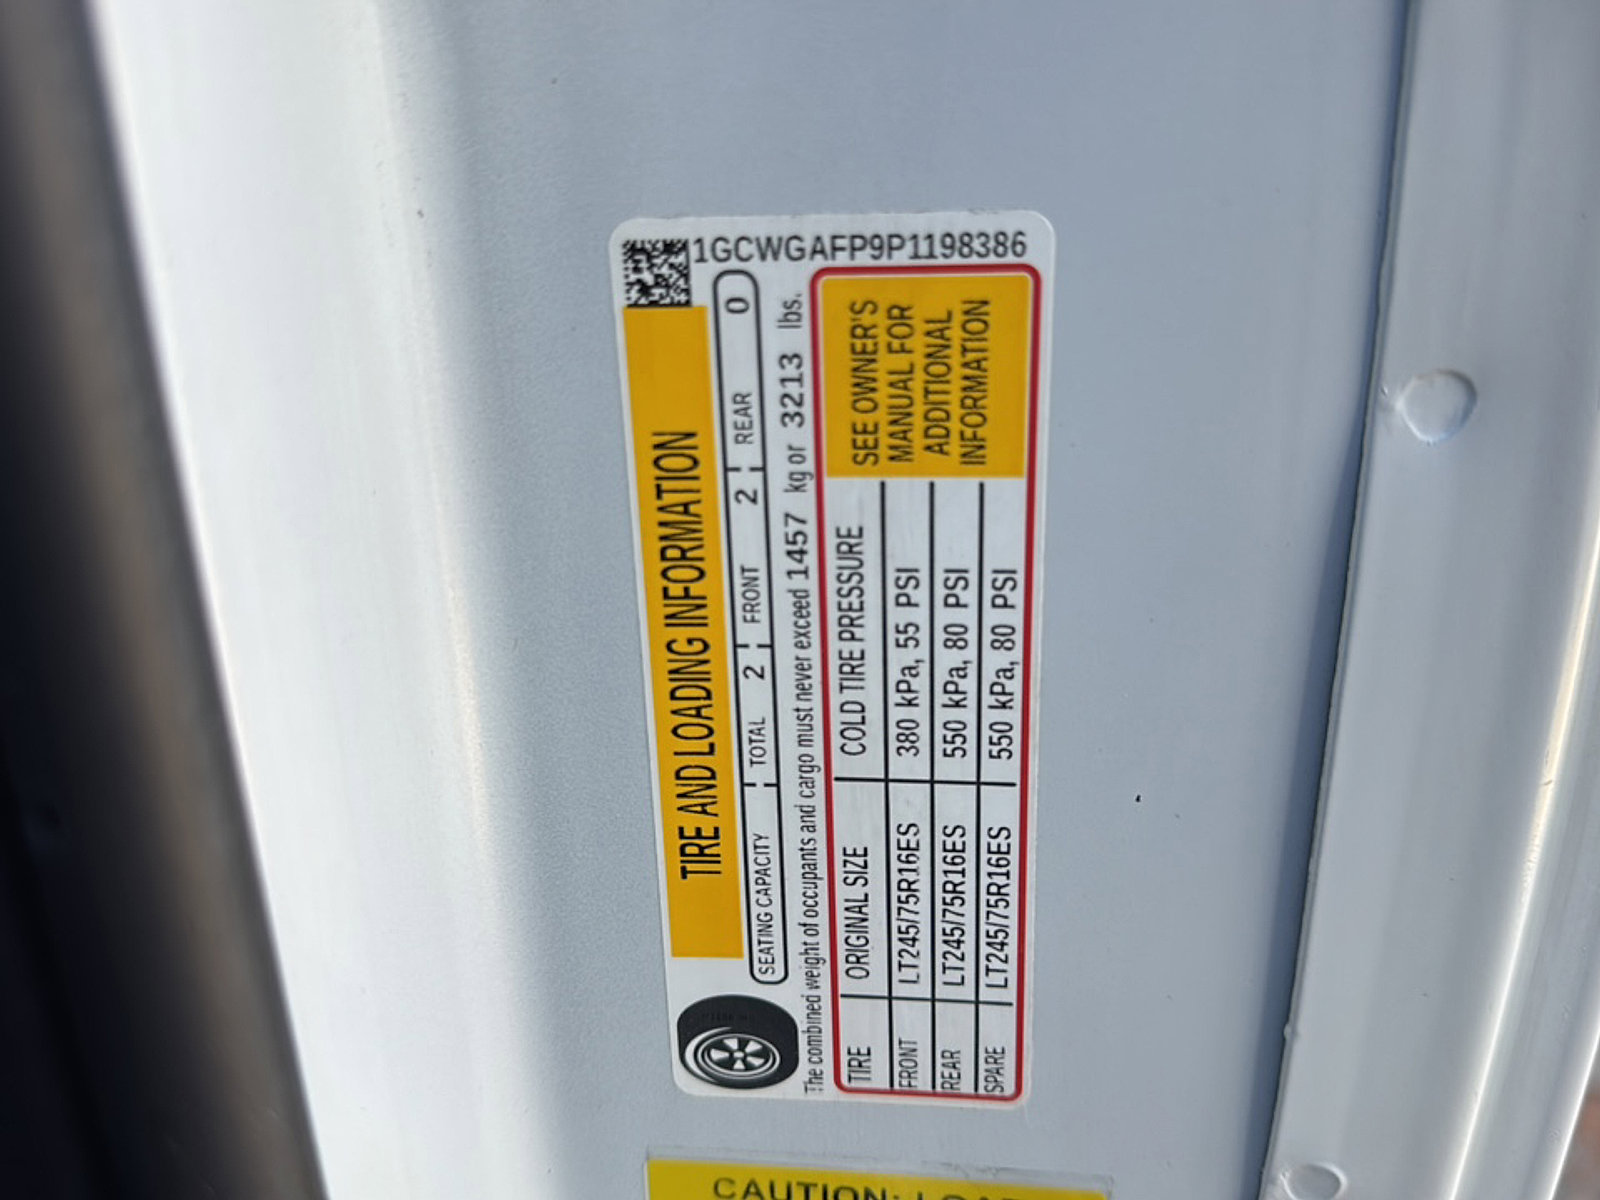 1GCWGAFP9P1198386
TIRE AND LOADING INFORMATION
SEATING CAPACITY TOTAL 2 FRONT 2 REAR 0
The combined weight of occupants and cargo must never exceed 1457 kg or 3213 lbs.
TIRE ORIGINAL SIZE COLD TIRE PRESSURE
FRONT LT245/75R16ES 380 kPa, 55 PSI
REAR LT245/75R16ES 550 kPa, 80 PSI
SPARE LT245/75R16ES 550 kPa, 80 PSI
SEE OWNER'S
MANUAL FOR
ADDITIONAL
INFORMATION
CAUTION: